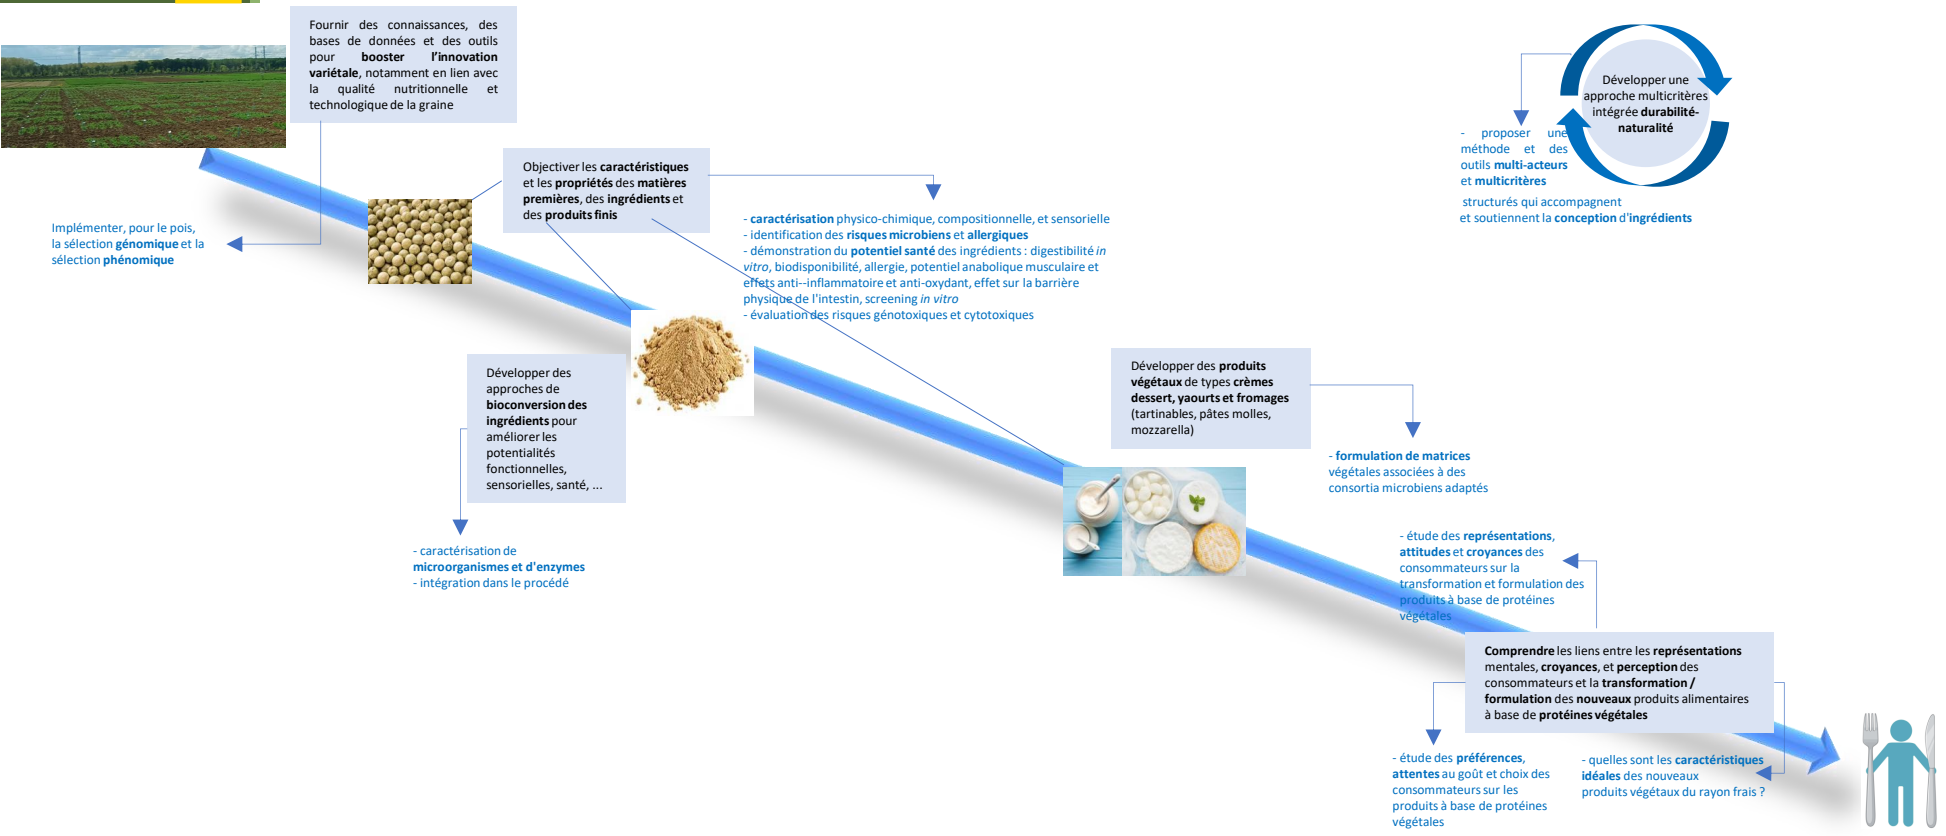 Fournir des connaissances, des
bases de données et des outils
pour booster l'innovation
variétale, notamment en lien avec
la qualité nutritionnelle et
technologique de la graine
Implémenter, pour le pois,
la sélection génomique et la
sélection phénomique
Objectiver les caractéristiques
et les propriétés des matières
premières, des ingrédients et
des produits finis
- caractérisation physico-chimique, compositionnelle, et sensorielle
- identification des risques microbiens et allergiques
- démonstration du potentiel santé des ingrédients : digestibilité in
vitro, biodisponibilité, allergie, potentiel anabolique musculaire et
effets anti--inflammatoire et anti-oxydant, effet sur la barrière
physique de l'intestin, screening in vitro
- évaluation des risques génotoxiques et cytotoxiques
Développer une
approche multicritères
intégrée durabilité-
naturalité
- proposer une
méthode et des
outils multi-acteurs
et multicritères
structurés qui accompagnent
et soutiennent la conception d'ingrédients
Développer des
approches de
bioconversion des
ingrédients pour
améliorer les
potentialités
fonctionnelles,
sensorielles, santé, ...
- caractérisation de
microorganismes et d'enzymes
- intégration dans le procédé
Développer des produits
végétaux de types crèmes
dessert, yaourts et fromages
(tartinables, pâtes molles,
mozzarella)
- formulation de matrices
végétales associées à des
consortia microbiens adaptés
- étude des représentations,
attitudes et croyances des
consommateurs sur la
transformation et formulation des
produits à base de protéines
végétales
Comprendre les liens entre les représentations
mentales, croyances, et perception des
consommateurs et la transformation /
formulation des nouveaux produits alimentaires
à base de protéines végétales
- étude des préférences,
attentes au goût et choix des
consommateurs sur les
produits à base de protéines
végétales
- quelles sont les caractéristiques
idéales des nouveaux
produits végétaux du rayon frais ?